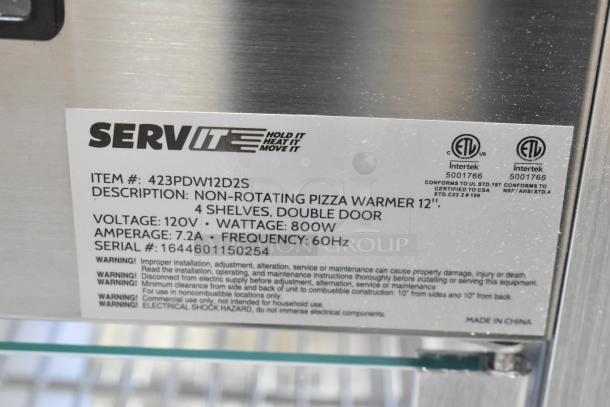 SERVIT HOLD IT
HEAT IT
MOVE IT
C ETL US
Intertek
5001766
CONFORMS TO UL STD.197
CERTIFIED TO CSA
STD.C22.2 # 109
ETL
Intertek
5001766
CONFORMS TO
NSF / ANSI STD.4
ITEM #: 423PDW12D2S
DESCRIPTION: NON-ROTATING PIZZA WARMER 12",
4 SHELVES, DOUBLE DOOR
VOLTAGE: 120V • WATTAGE: 800W
AMPERAGE: 7.2A • FREQUENCY: 60Hz
SERIAL #: 1644601150254
GROUP
WARNING! Improper installation, adjustment, alteration, service or maintenance can cause property damage, injury or death.
Read the installation, operating, and maintenance instructions thoroughly before installing or serving this equipment.
WARNING! Disconnect from electric supply before adjustment, alternation, service or maintenance
WARNING! Minimum clearance from side and back of unit to combustible construction: 10" from sides and 10" from back.
For use in noncombustible locations only.
WARNING! Commercial use only, not intended for household use.
WARNING! ELECTRICAL SHOCK HAZARD, do not immerse electrical components.
MADE IN CHINA